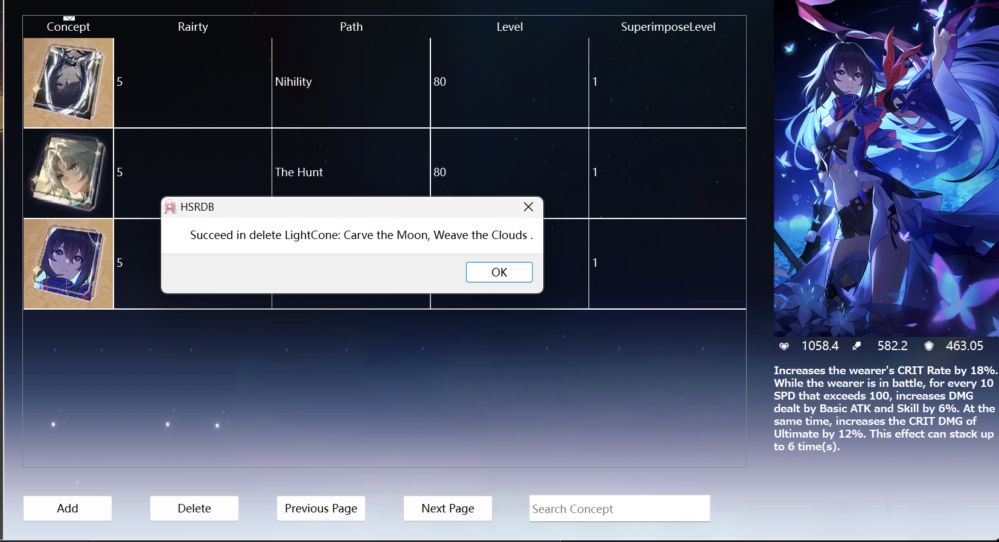 Concept Rairty Path Level SuperimposeLevel
5 Nihility 80 1
5 The Hunt 80 1
5 1
HSRDB
Succeed in delete LightCone: Carve the Moon, Weave the Clouds .
OK
1058.4 582.2 463.05
Increases the wearer's CRIT Rate by 18%.
While the wearer is in battle, for every 10
SPD that exceeds 100, increases DMG
dealt by Basic ATK and Skill by 6%. At the
same time, increases the CRIT DMG of
Ultimate by 12%. This effect can stack up
to 6 time(s).
Add Delete Previous Page Next Page Search Concept